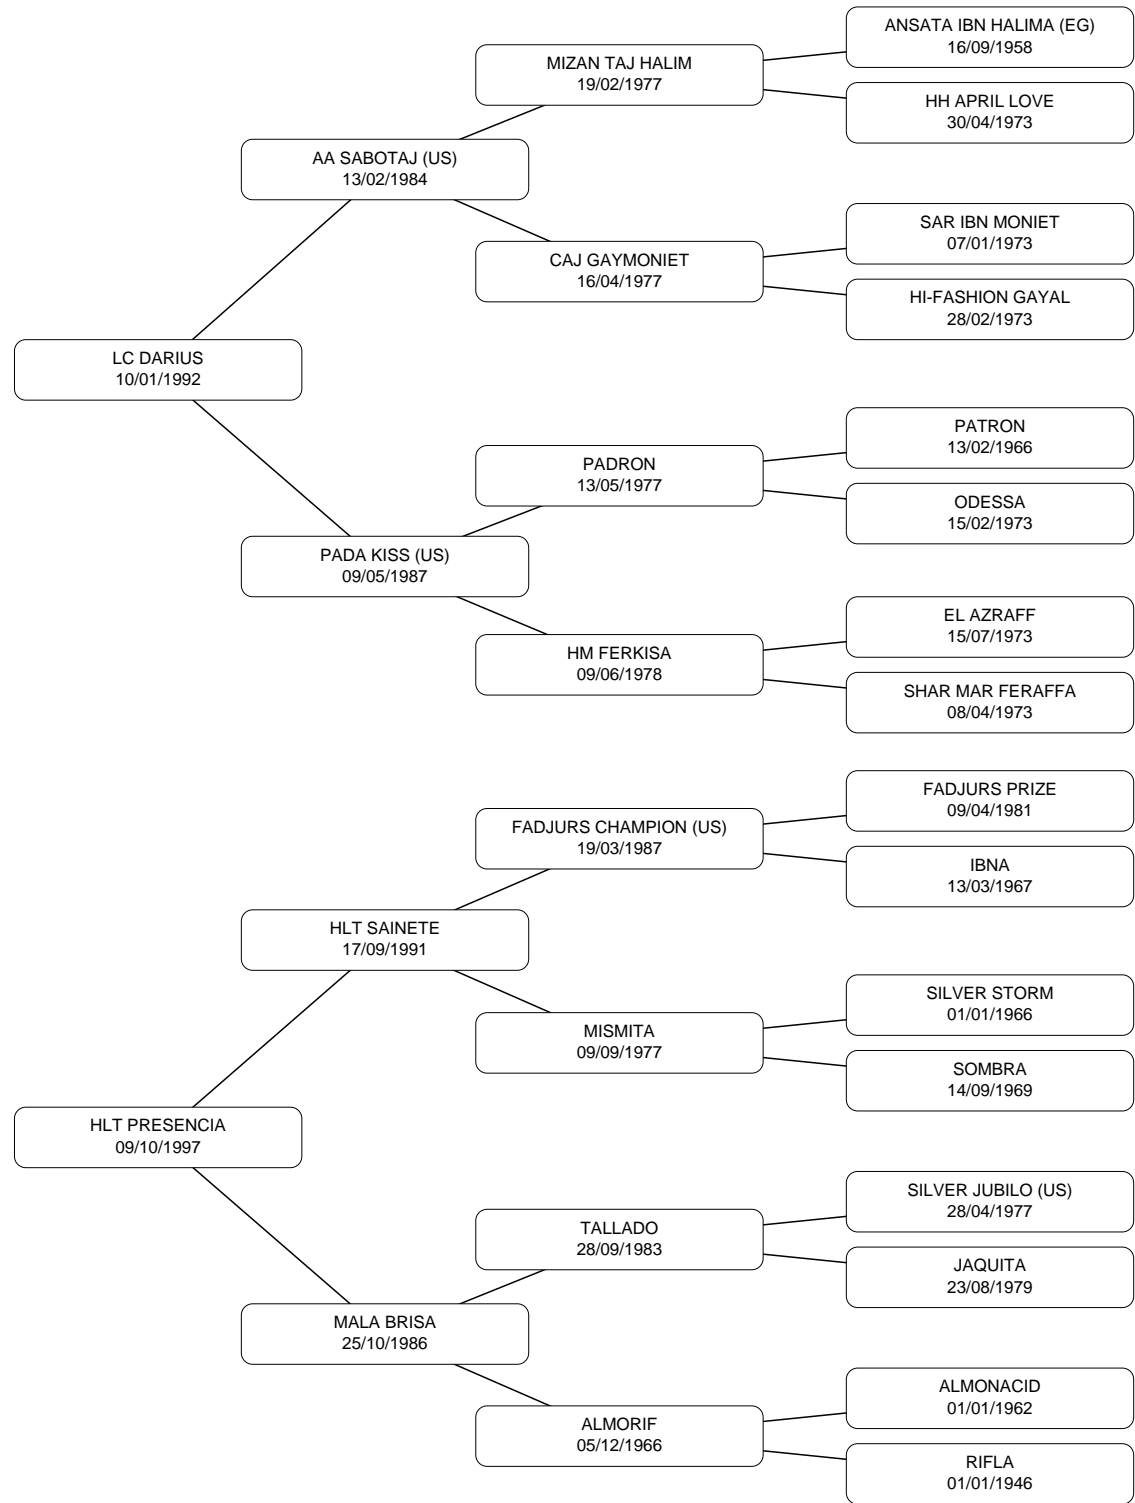 ANSATA IBN HALIMA (EG)
16/09/1958
MIZAN TAJ HALIM
19/02/1977
HH APRIL LOVE
30/04/1973
AA SABOTAJ (US)
13/02/1984
SAR IBN MONIET
07/01/1973
CAJ GAYMONIET
16/04/1977
HI-FASHION GAYAL
28/02/1973
LC DARIUS
10/01/1992
PATRON
13/02/1966
PADRON
13/05/1977
ODESSA
15/02/1973
PADA KISS (US)
09/05/1987
EL AZRAFF
15/07/1973
HM FERKISA
09/06/1978
SHAR MAR FERAFFA
08/04/1973
FADJURS PRIZE
09/04/1981
FADJURS CHAMPION (US)
19/03/1987
IBNA
13/03/1967
HLT SAINETE
17/09/1991
SILVER STORM
01/01/1966
MISMITA
09/09/1977
SOMBRA
14/09/1969
HLT PRESENCIA
09/10/1997
SILVER JUBILO (US)
28/04/1977
TALLADO
28/09/1983
JAQUITA
23/08/1979
MALA BRISA
25/10/1986
ALMONACID
01/01/1962
ALMORIF
05/12/1966
RIFLA
01/01/1946